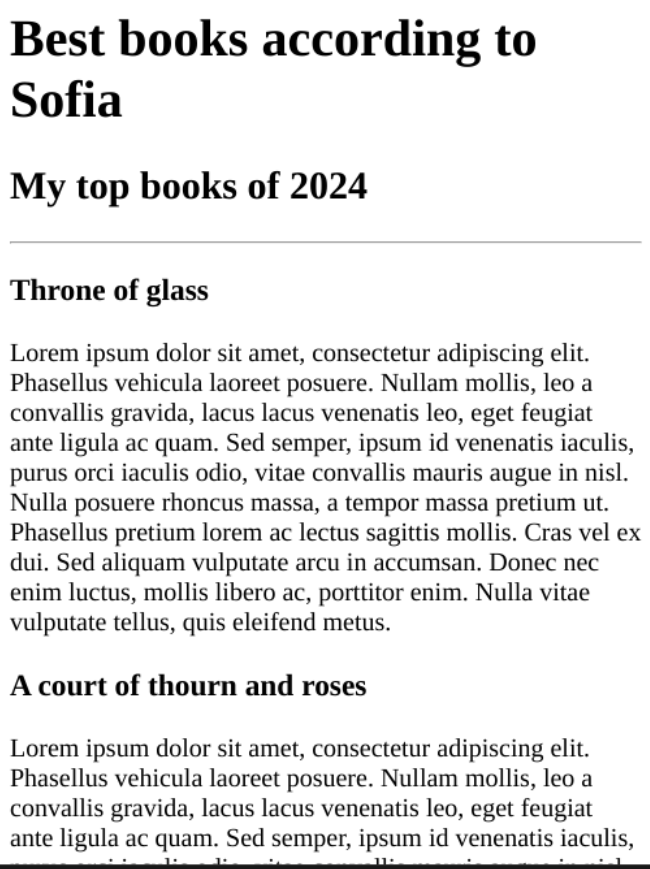 Best books according to
Sofia
My top books of 2024
Throne of glass
Lorem ipsum dolor sit amet, consectetur adipiscing elit.
Phasellus vehicula laoreet posuere. Nullam mollis, leo a
convallis gravida, lacus lacus venenatis leo, eget feugiat
ante ligula ac quam. Sed semper, ipsum id venenatis iaculis,
purus orci iaculis odio, vitae convallis mauris augue in nisl.
Nulla posuere rhoncus massa, a tempor massa pretium ut.
Phasellus pretium lorem ac lectus sagittis mollis. Cras vel ex
dui. Sed aliquam vulputate arcu in accumsan. Donec nec
enim luctus, mollis libero ac, porttitor enim. Nulla vitae
vulputate tellus, quis eleifend metus.
A court of thourn and roses
Lorem ipsum dolor sit amet, consectetur adipiscing elit.
Phasellus vehicula laoreet posuere. Nullam mollis, leo a
convallis gravida, lacus lacus venenatis leo, eget feugiat
ante ligula ac quam. Sed semper, ipsum id venenatis iaculis,